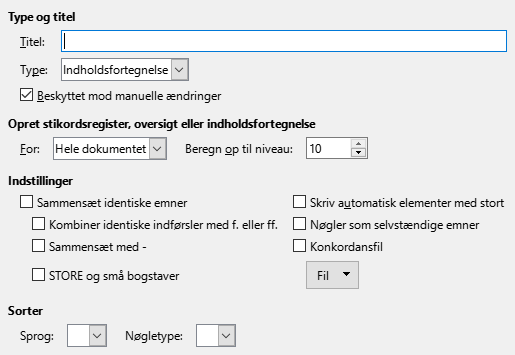 Type og titel
Titel:
Type: Indholdsfortegnelse
Beskyttet mod manuelle ændringer
Opret stikordsregister, oversigt eller indholdsfortegnelse
For: Hele dokumentet Beregn op til niveau: 10
Indstillinger
Sammensæt identiske emner Skriv automatisk elementer med stort
Kombiner identiske indførsler med f. eller ff. Nøgler som selvstændige emner
Sammensæt med - Konkordansfil
STORE og små bogstaver Fil
Sorter
Sprog: Nøgletype: